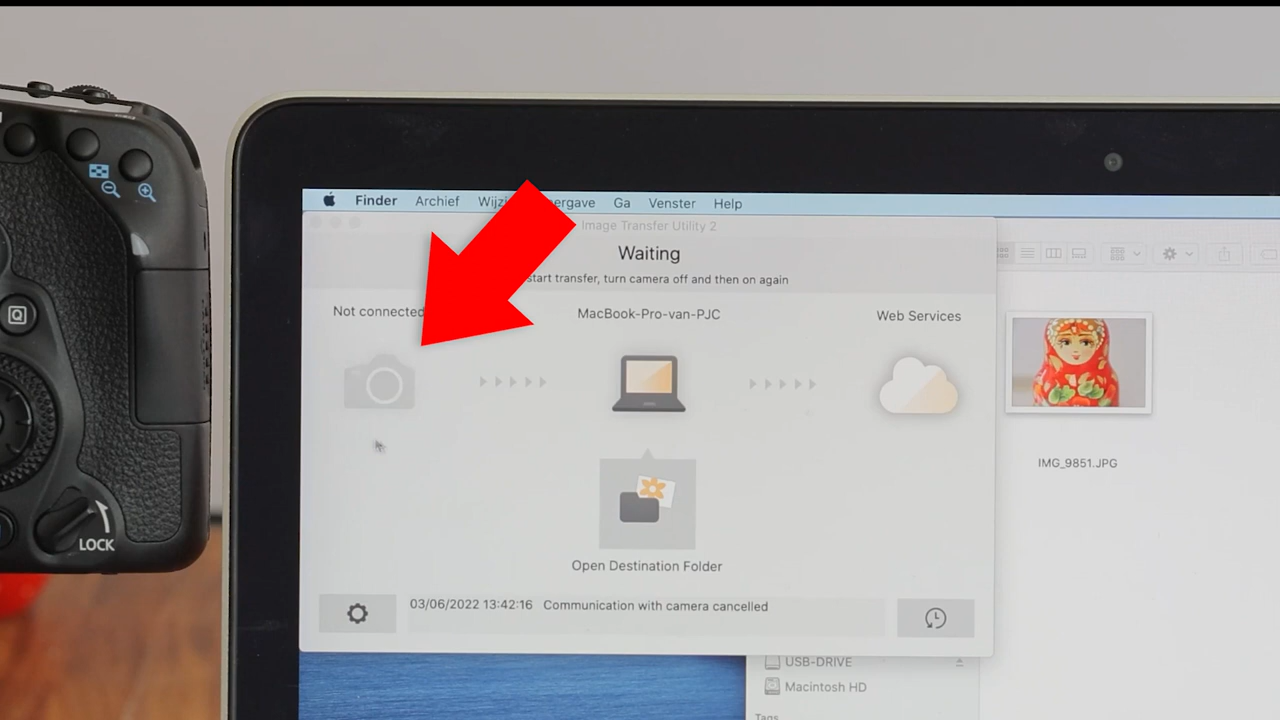 Finder Archief Ga Venster Help
Image Transfer Utility 2
Waiting
start transfer, turn camera off and then on again
Not connected
MacBook-Pro-van-PJC
Web Services
Q
IMG_9851.JPG
LOCK
Open Destination Folder
03/06/2022 13:42:16 Communication with camera cancelled
USB-DRIVE
Macintosh HD
Tags